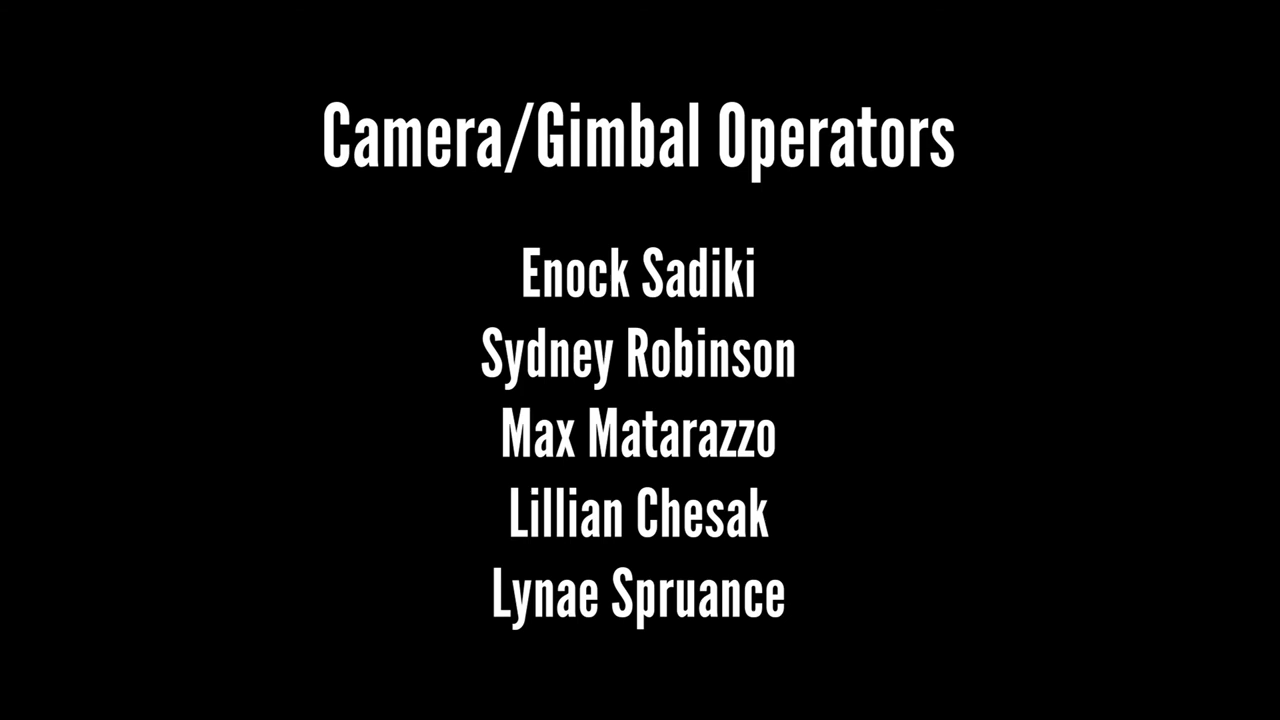 Camera/Gimbal Operators
Enock Sadiki
Sydney Robinson
Max Matarazzo
Lillian Chesak
Lynae Spruance